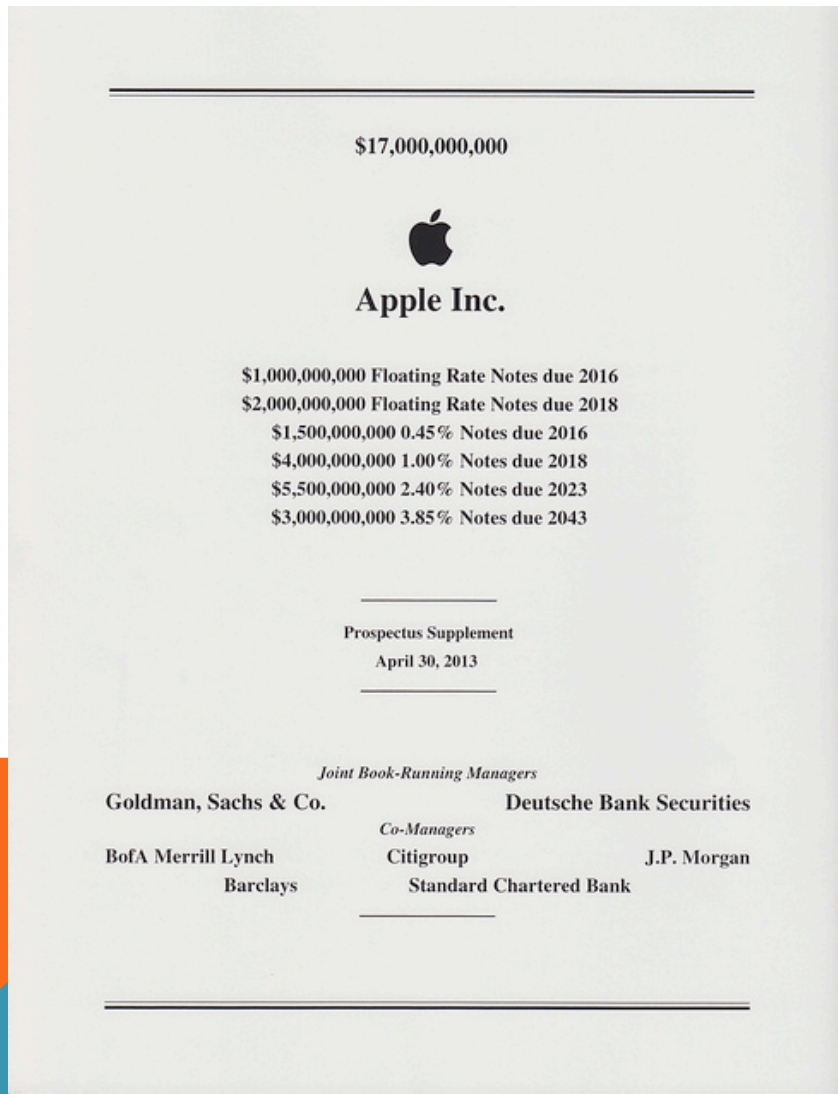 $17,000,000,000
Apple Inc.
$1,000,000,000 Floating Rate Notes due 2016
$2,000,000,000 Floating Rate Notes due 2018
$1,500,000,000 0.45% Notes due 2016
$4,000,000,000 1.00% Notes due 2018
$5,500,000,000 2.40% Notes due 2023
$3,000,000,000 3.85% Notes due 2043
Prospectus Supplement
April 30, 2013
Joint Book-Running Managers
Goldman, Sachs & Co. Deutsche Bank Securities
Co-Managers
BofA Merrill Lynch Citigroup J.P. Morgan
Barclays Standard Chartered Bank